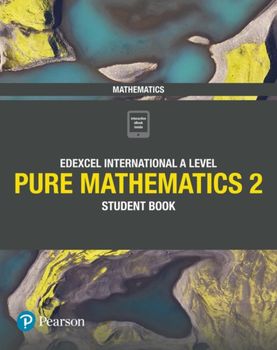 MATHEMATICS
EDEXCEL INTERNATIONAL A LEVEL
PURE MATHEMATICS 2
STUDENT BOOK
Pearson